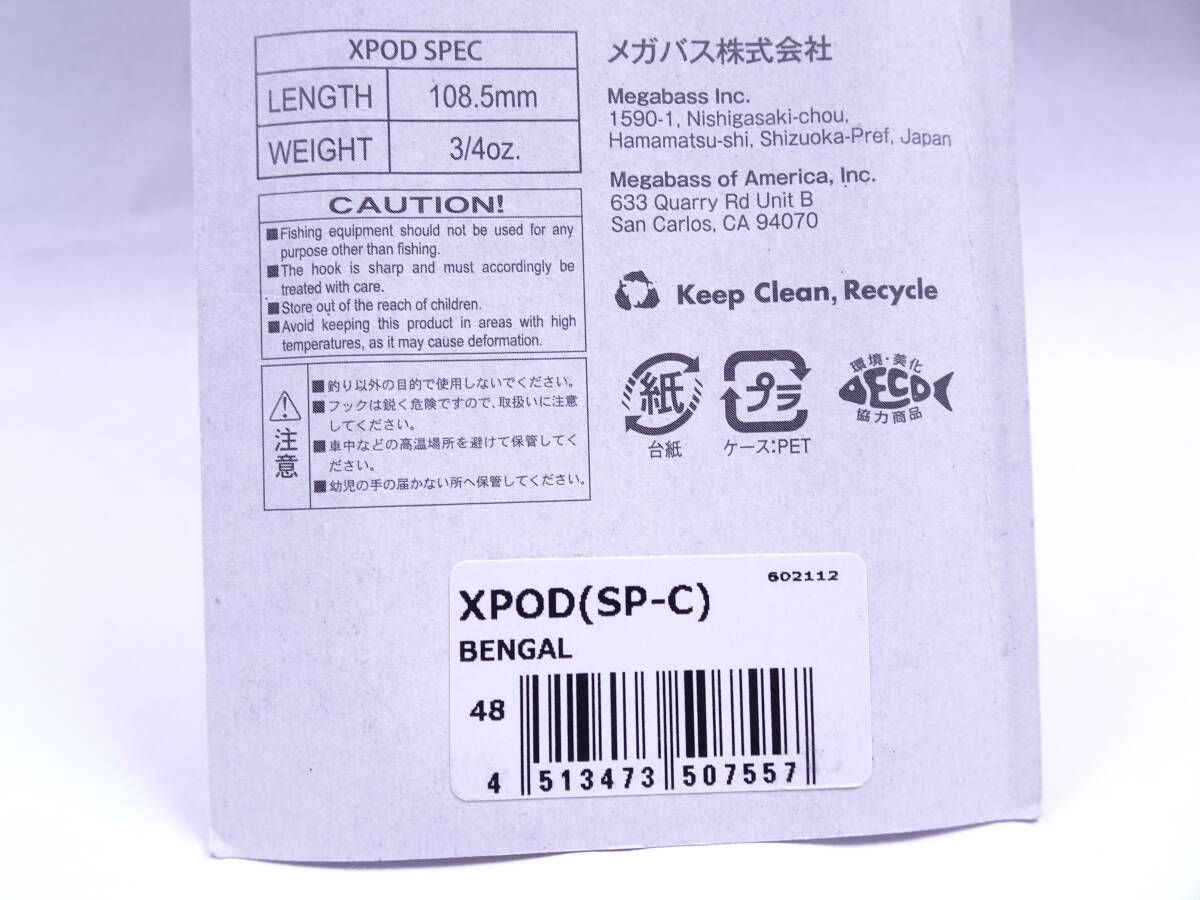 XPOD SPEC
LENGTH 108.5mm
WEIGHT 3/4oz.
CAUTION!
■Fishing equipment should not be used for any
purpose other than fishing.
■The hook is sharp and must accordingly be
treated with care.
■Store out of the reach of children.
■Avoid keeping this product in areas with high
temperatures, as it may cause deformation.
注意
■釣り以外の目的で使用しないでください。
■フックは鋭く危険ですので、取扱いに注意
してください。
■車中などの高温場所を避けて保管してく
ださい。
■幼児の手の届かない所へ保管してください。
メガバス株式会社
Megabass Inc.
1590-1, Nishigasaki-chou,
Hamamatsu-shi, Shizuoka-Pref, Japan
Megabass of America, Inc.
633 Quarry Rd Unit B
San Carlos, CA 94070
Keep Clean, Recycle
紙
台紙
プラ
ケース:PET
環境・美化
ECO
協力商品
602112
XPOD(SP-C)
BENGAL
48
4 513473 507557